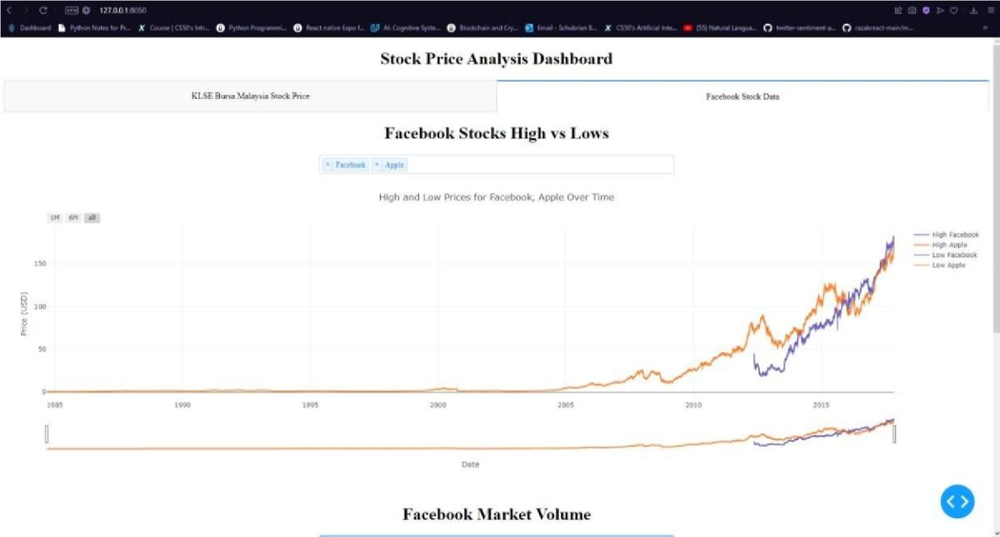 VPN 127.0.0.1:8050
Dashboard Python Notes for Pr... Course | CS50's Intr... Python Programmi... React native Expo f... AI: Cognitive Syste... Blockchain and Cry... Email - Schubrian B... CS50's Artificial Inte... (55) Natural Langua... twitter-sentiment-a... razakreact-main/m...
Stock Price Analysis Dashboard
KLSE Bursa Malaysia Stock Price Facebook Stock Data
Facebook Stocks High vs Lows
× Facebook × Apple
High and Low Prices for Facebook, Apple Over Time
1M 6M all
High Facebook
High Apple
Low Facebook
Low Apple
150
100
50
0
Price (USD)
1985 1990 1995 2000 2005 2010 2015
Date
Facebook Market Volume